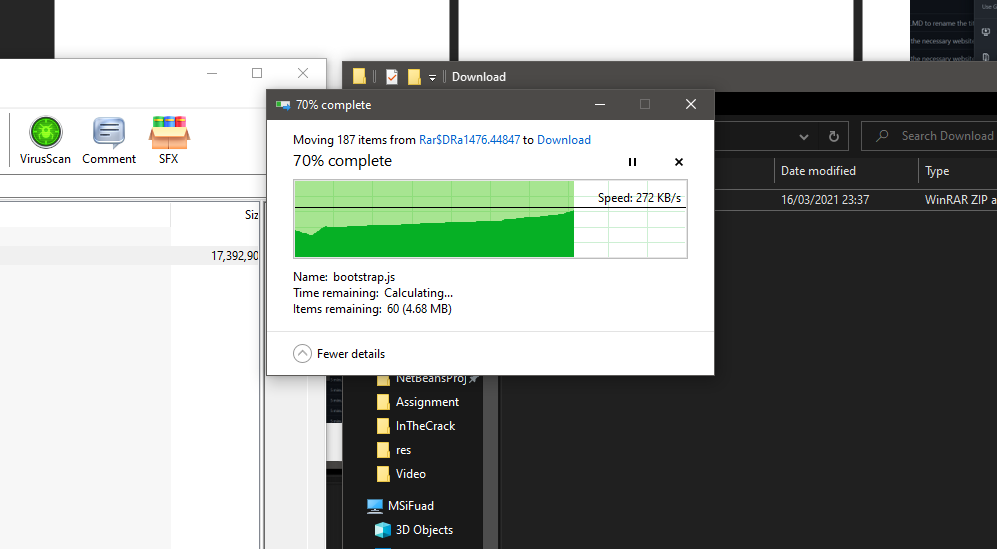 Use G
.MD to rename the tit
the necessary website
the necessary website
Download
70% complete
VirusScan
Comment
SFX
Moving 187 items from Rar$DRa1476.44847 to Download
70% complete
Speed: 272 KB/s
Search Download
Date modified
Type
16/03/2021 23:37
WinRAR ZIP a
Siz
17,392,90
Name: bootstrap.js
Time remaining: Calculating...
Items remaining: 60 (4.68 MB)
Fewer details
NetBeansProj
Assignment
InTheCrack
res
Video
MSiFuad
3D Objects